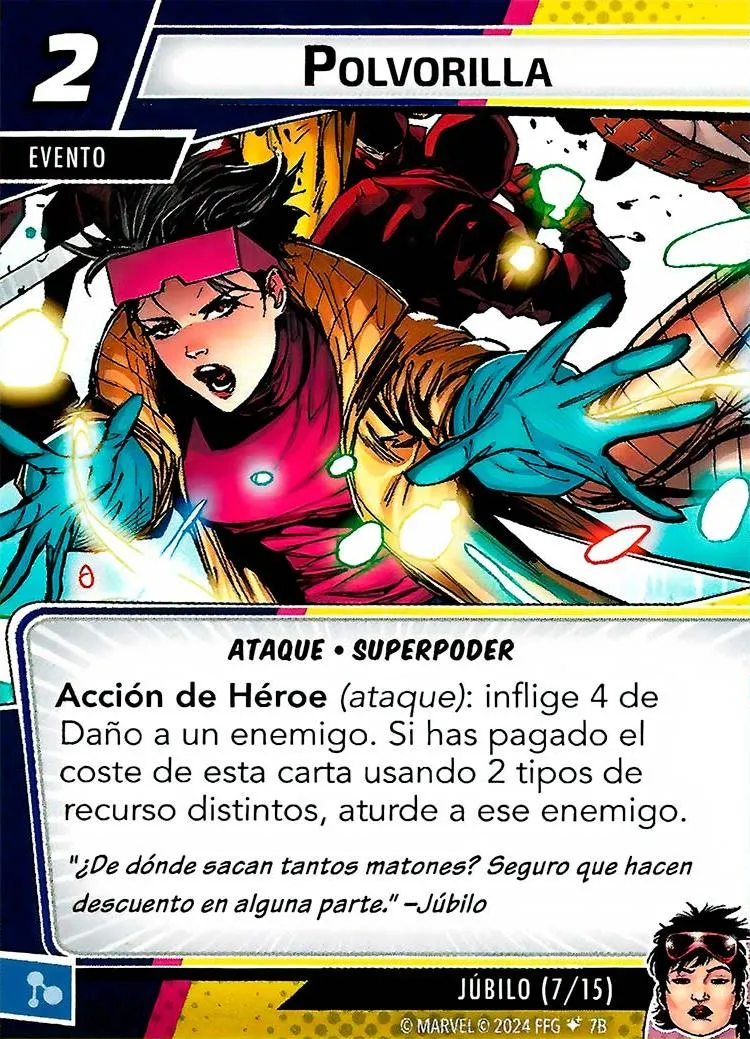 2
POLVORILLA
EVENTO
ATAQUE • SUPERPODER
Acción de Héroe (ataque): inflige 4 de
Daño a un enemigo. Si has pagado el
coste de esta carta usando 2 tipos de
recurso distintos, aturde a ese enemigo.
"¿De dónde sacan tantos matones? Seguro que hacen
descuento en alguna parte." –Júbilo
JÚBILO (7/15)
© MARVEL © 2024 FFG 7B